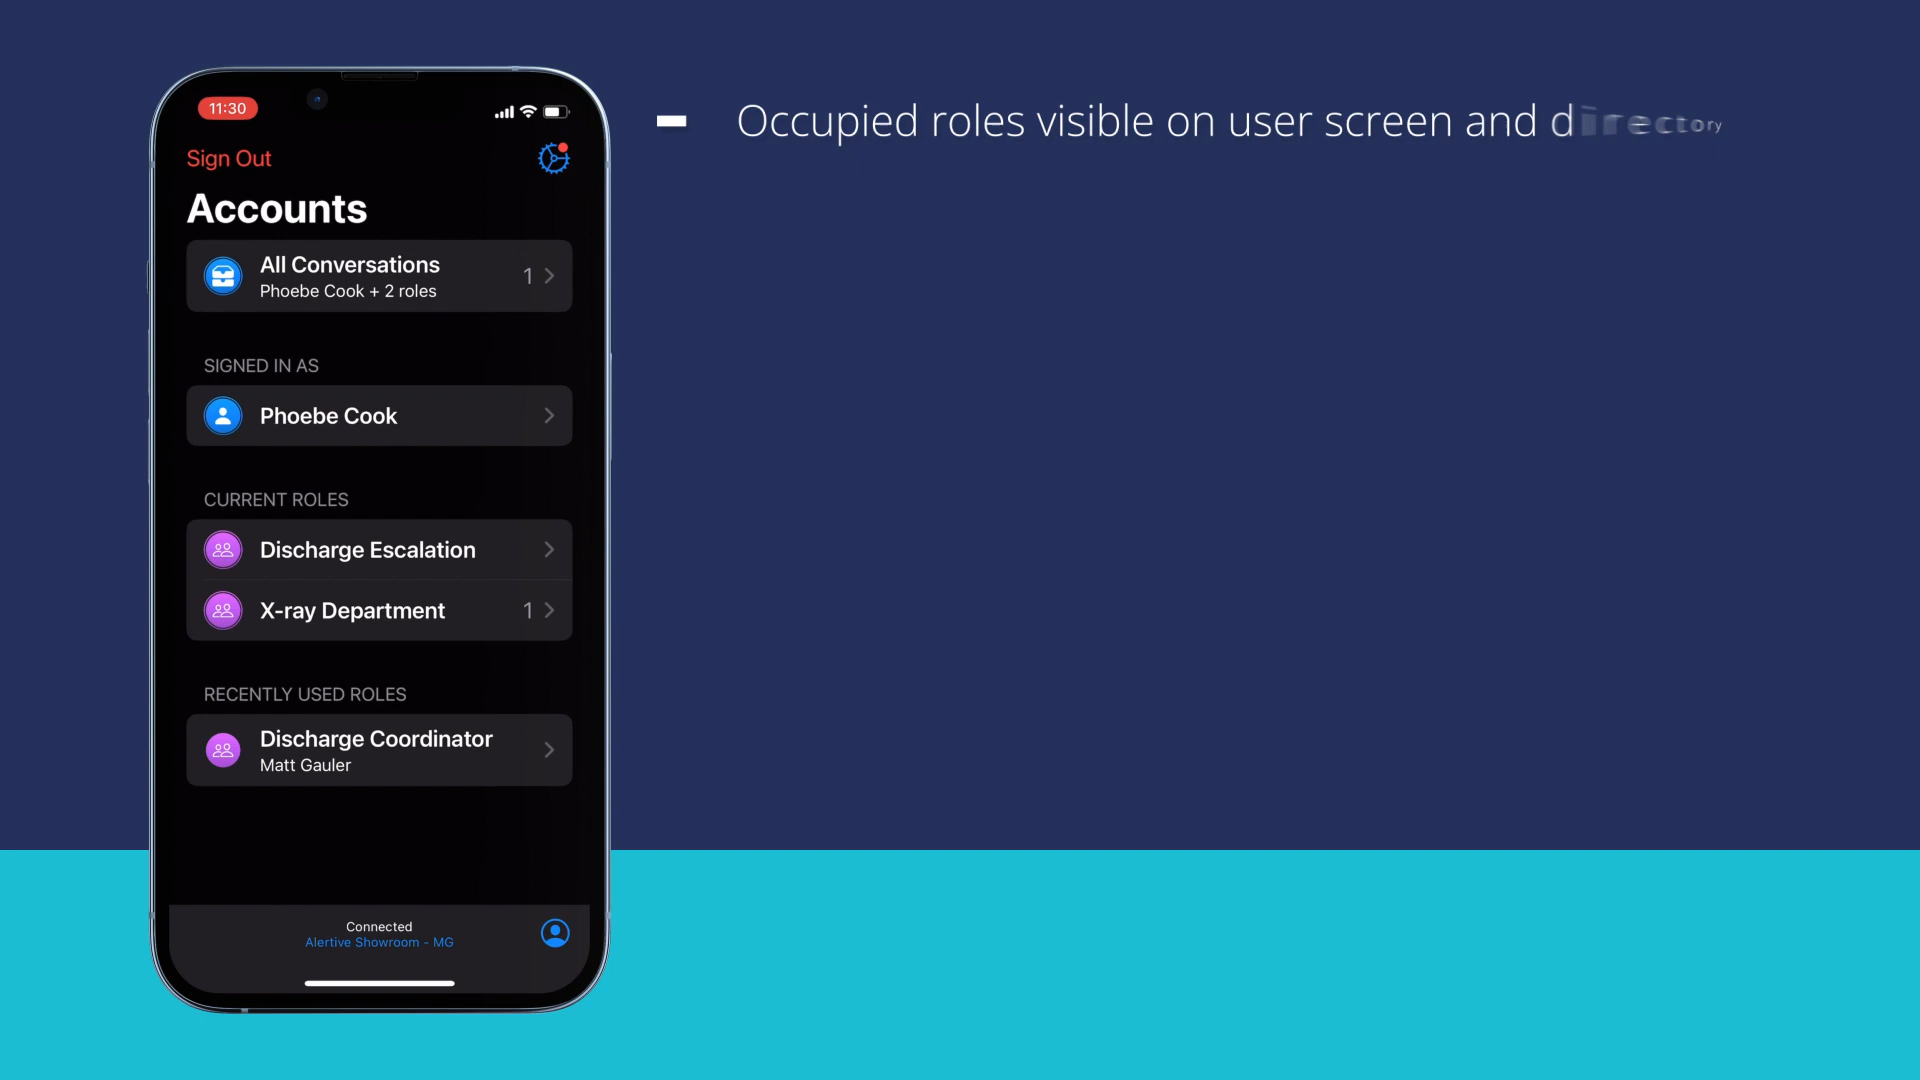 11:30
Sign Out
Accounts
All Conversations
Phoebe Cook + 2 roles
1
SIGNED IN AS
Phoebe Cook
CURRENT ROLES
Discharge Escalation
X-ray Department
1
RECENTLY USED ROLES
Discharge Coordinator
Matt Gauler
Connected
Alertive Showroom - MG
- Occupied roles visible on user screen and directory